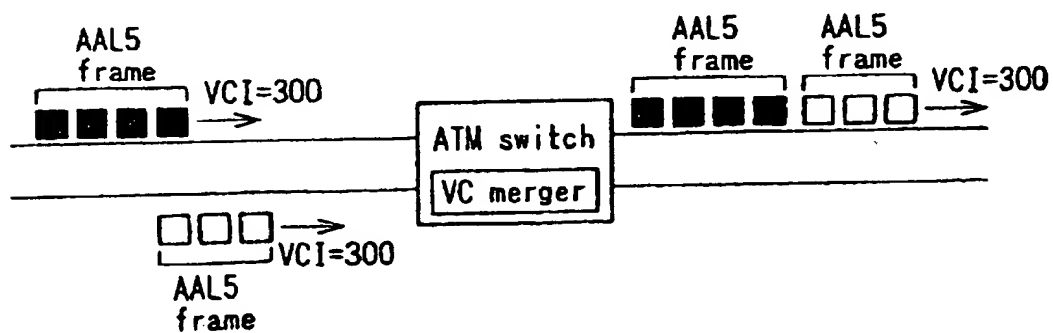 AAL5
frame
VCI=300
AAL5
frame
AAL5
frame
VCI=300
ATM switch
VC merger
VCI=300
AAL5
frame